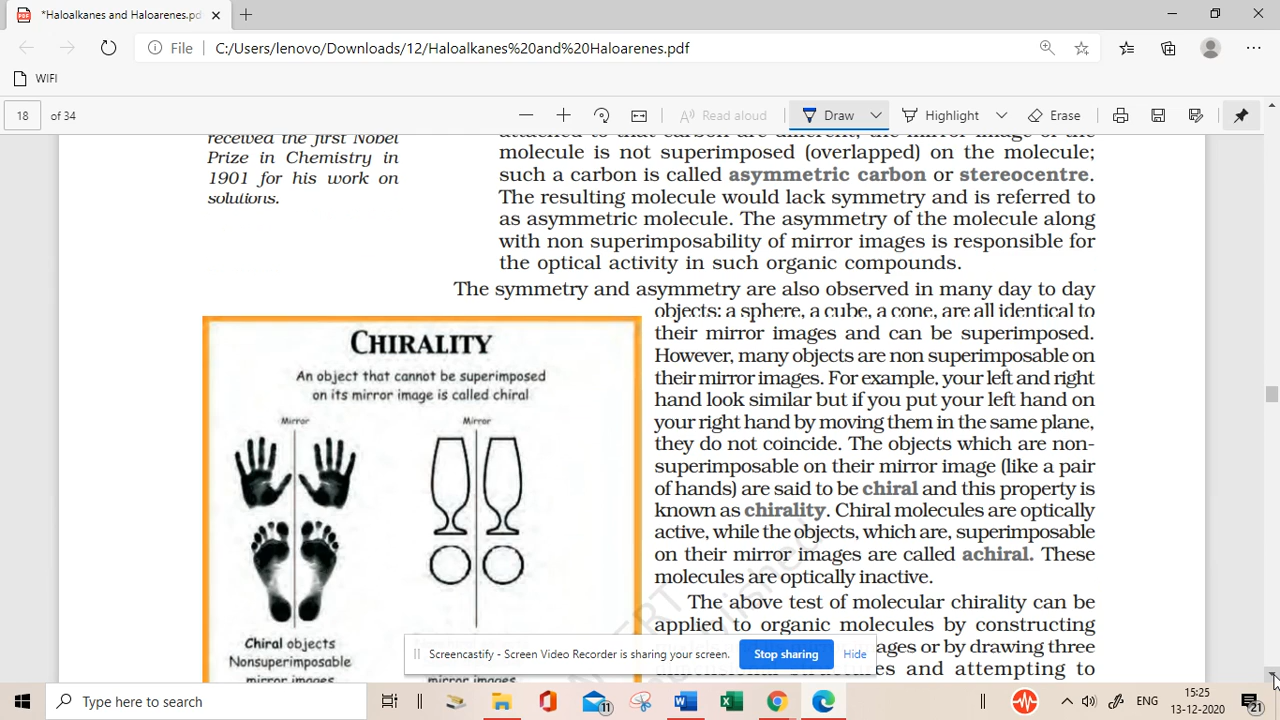 *Haloalkanes and Haloarenes.pd
File
C:/Users/lenovo/Downloads/12/Haloalkanes%20and%20Haloarenes.pdf
WIFI
18 of 34
Read aloud
Draw
Highlight
Erase
received the first Nobel
Prize in Chemistry in
1901 for his work on
solutions.
attached to that carbon are different, the mirror image of the
molecule is not superimposed (overlapped) on the molecule;
such a carbon is called asymmetric carbon or stereocentre.
The resulting molecule would lack symmetry and is referred to
as asymmetric molecule. The asymmetry of the molecule along
with non superimposability of mirror images is responsible for
the optical activity in such organic compounds.
The symmetry and asymmetry are also observed in many day to day
objects: a sphere, a cube, a cone, are all identical to
their mirror images and can be superimposed.
However, many objects are non superimposable on
their mirror images. For example, your left and right
hand look similar but if you put your left hand on
your right hand by moving them in the same plane,
they do not coincide. The objects which are non-
superimposable on their mirror image (like a pair
of hands) are said to be chiral and this property is
known as chirality. Chiral molecules are optically
active, while the objects, which are, superimposable
on their mirror images are called achiral. These
molecules are optically inactive.
The above test of molecular chirality can be
applied to organic molecules by constructing
ages or by drawing three
and attempting to
CHIRALITY
An object that cannot be superimposed
on its mirror image is called chiral
Mirror
Mirror
Chiral objects
Nonsuperimposable
mirror images
mirror images
Screencastify - Screen Video Recorder is sharing your screen.
Stop sharing
Hide
Type here to search
11
ENG
15:25
13-12-2020
21